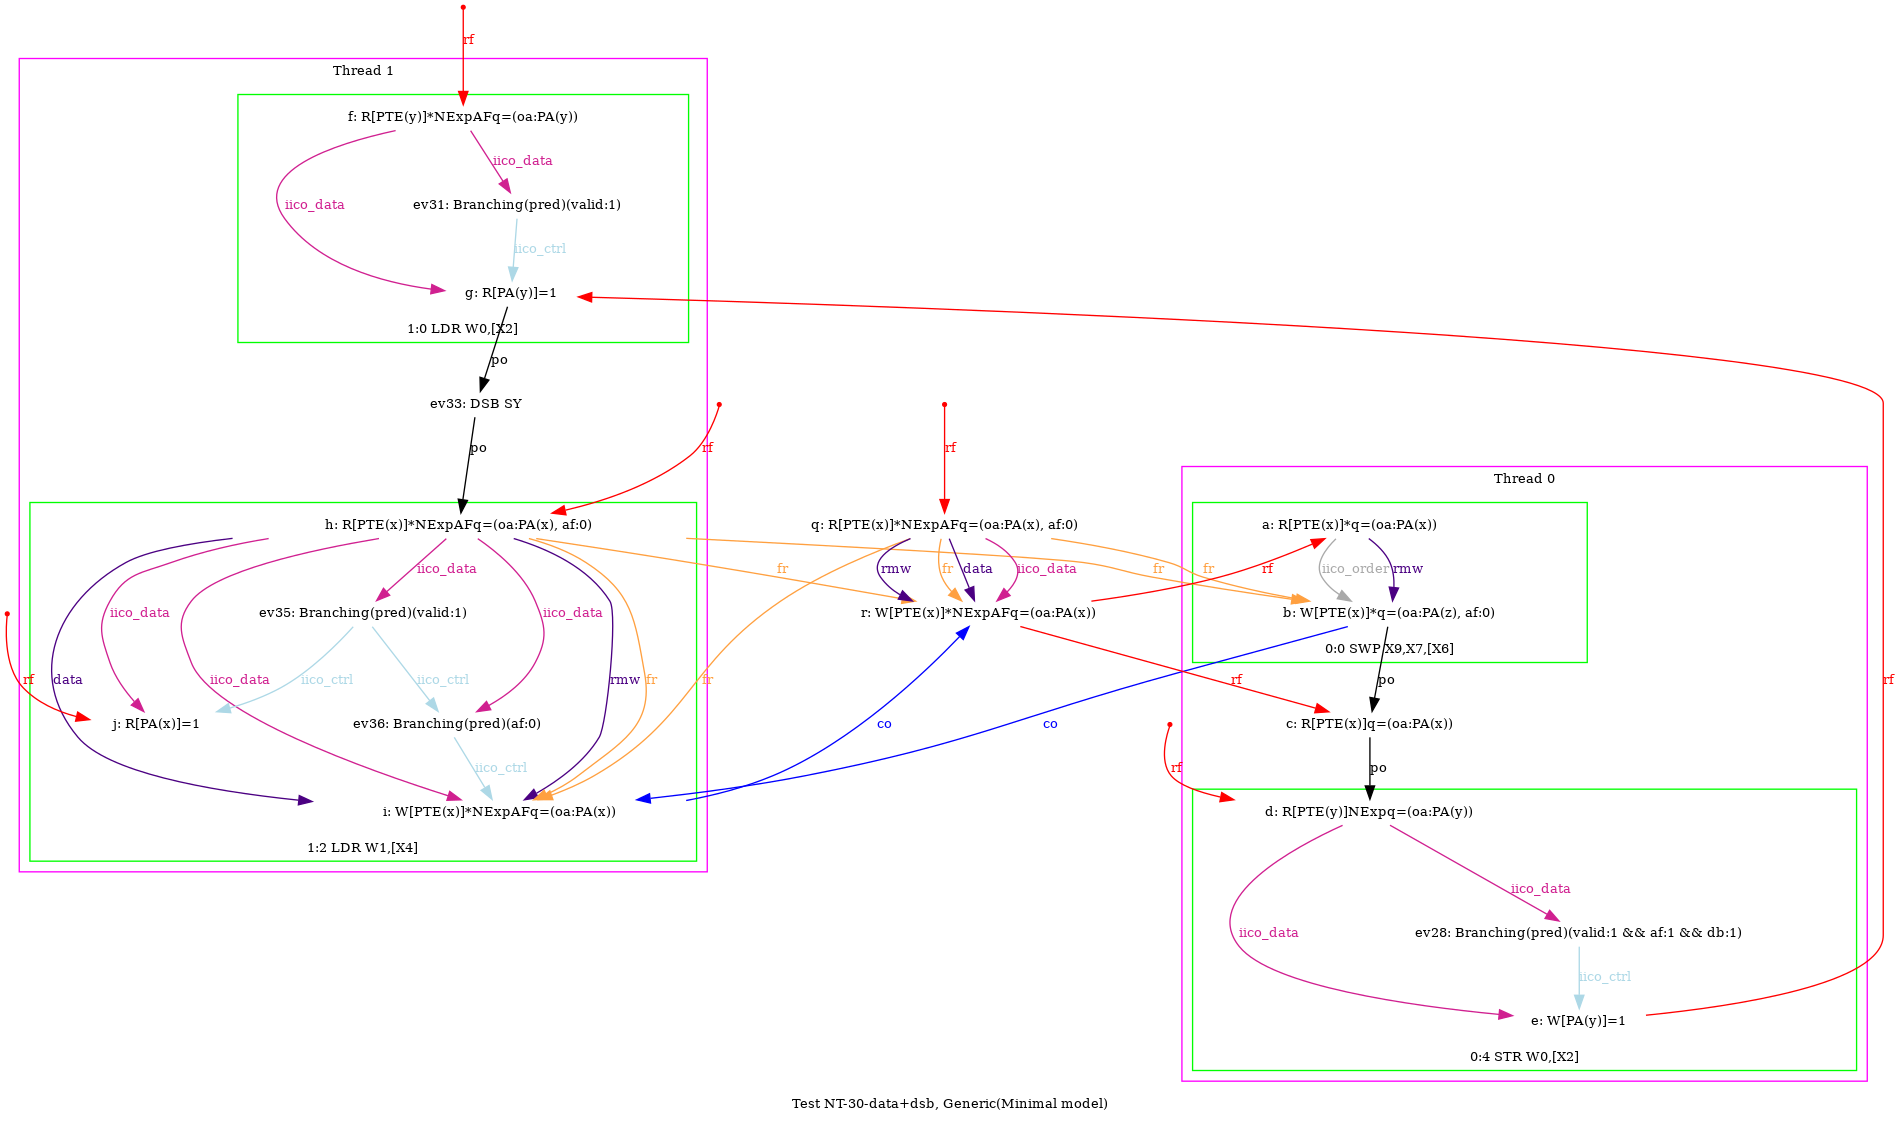 rf
Thread 1
f: R[PTE(y)]*NExpAFq=(oa:PA(y))
iico_data
ev31: Branching(pred)(valid:1)
iico_data
iico_ctrl
g: R[PA(y)]=1
1:0 LDR W0,[X2]
po
ev33: DSB SY
po
rf
rf
Thread 0
h: R[PTE(x)]*NExpAFq=(oa:PA(x), af:0)
q: R[PTE(x)]*NExpAFq=(oa:PA(x), af:0)
a: R[PTE(x)]*q=(oa:PA(x))
iico_data
fr
rmw
fr
data
iico_data
fr
fr
rf
iico_order
rmw
iico_data
ev35: Branching(pred)(valid:1)
iico_data
r: W[PTE(x)]*NExpAFq=(oa:PA(x))
b: W[PTE(x)]*q=(oa:PA(z), af:0)
0:0 SWP X9,X7,[X6]
rf
data
iico_data
iico_ctrl
iico_ctrl
rmw
fr
fr
rf
po
j: R[PA(x)]=1
ev36: Branching(pred)(af:0)
co
co
c: R[PTE(x)]q=(oa:PA(x))
rf
iico_ctrl
rf
po
i: W[PTE(x)]*NExpAFq=(oa:PA(x))
d: R[PTE(y)]NExpq=(oa:PA(y))
1:2 LDR W1,[X4]
iico_data
iico_data
ev28: Branching(pred)(valid:1 && af:1 && db:1)
iico_ctrl
e: W[PA(y)]=1
0:4 STR W0,[X2]
Test NT-30-data+dsb, Generic(Minimal model)